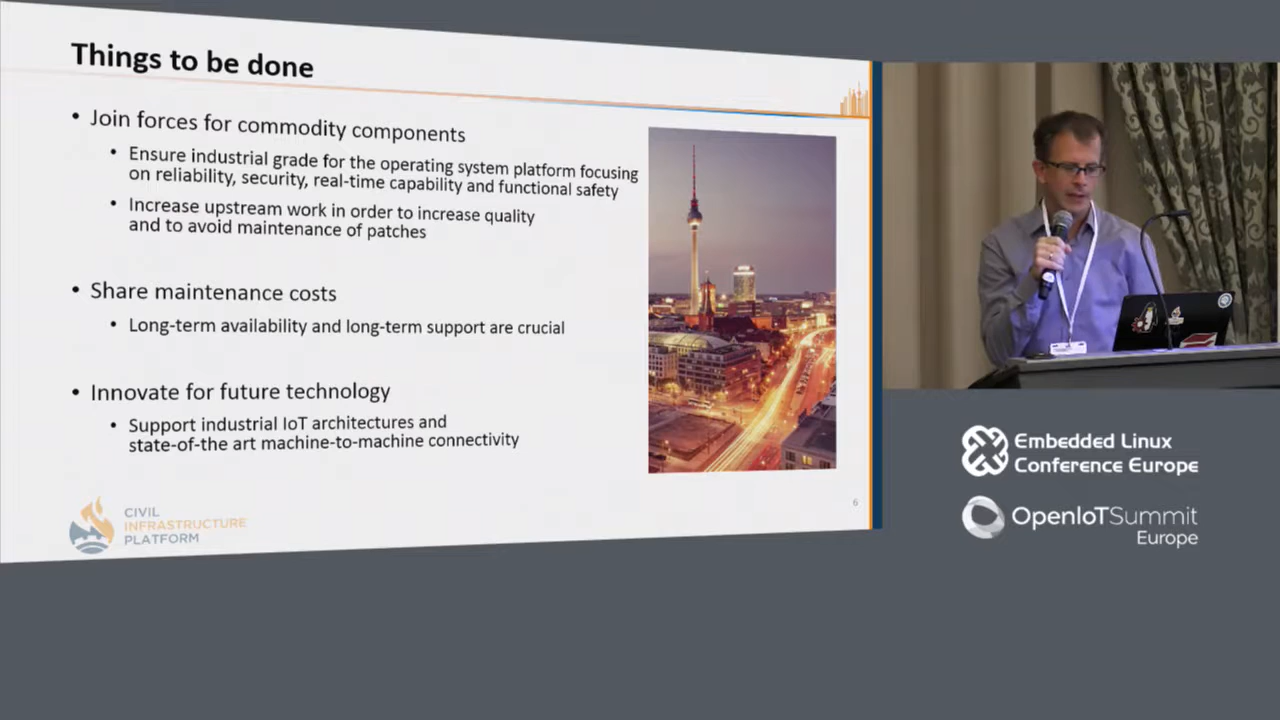 Things to be done
• Join forces for commodity components
• Ensure industrial grade for the operating system platform focusing
on reliability, security, real-time capability and functional safety
• Increase upstream work in order to increase quality
and to avoid maintenance of patches
• Share maintenance costs
• Long-term availability and long-term support are crucial
• Innovate for future technology
• Support industrial IoT architectures and
state-of-the art machine-to-machine connectivity
CIVIL
INFRASTRUCTURE
PLATFORM
6
Embedded Linux
Conference Europe
OpenIoTSummit
Europe